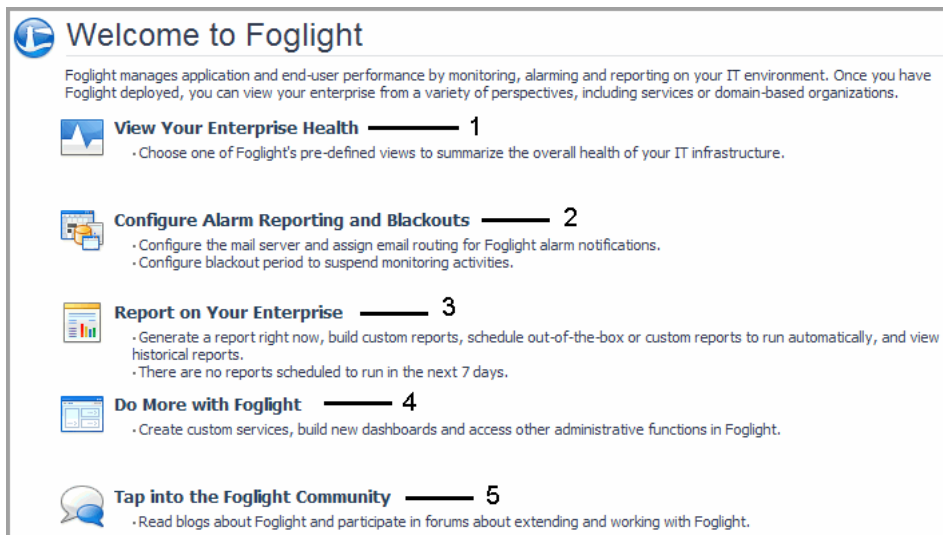 Welcome to Foglight
Foglight manages application and end-user performance by monitoring, alarming and reporting on your IT environment. Once you have
Foglight deployed, you can view your enterprise from a variety of perspectives, including services or domain-based organizations.
View Your Enterprise Health 1
· Choose one of Foglight's pre-defined views to summarize the overall health of your IT infrastructure.
Configure Alarm Reporting and Blackouts 2
· Configure the mail server and assign email routing for Foglight alarm notifications.
· Configure blackout period to suspend monitoring activities.
Report on Your Enterprise 3
· Generate a report right now, build custom reports, schedule out-of-the-box or custom reports to run automatically, and view
historical reports.
· There are no reports scheduled to run in the next 7 days.
Do More with Foglight 4
· Create custom services, build new dashboards and access other administrative functions in Foglight.
Tap into the Foglight Community 5
· Read blogs about Foglight and participate in forums about extending and working with Foglight.